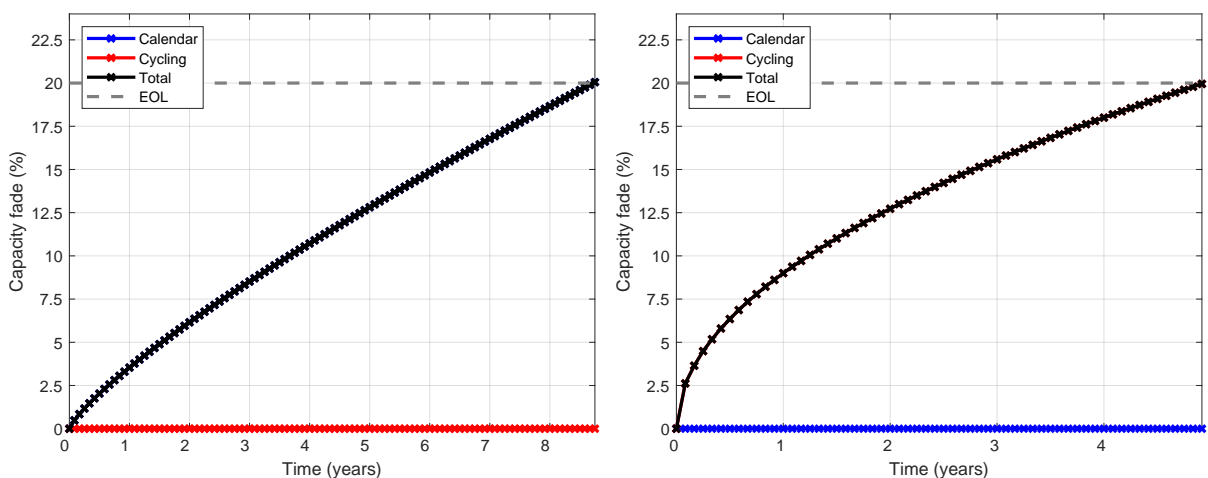 22.5
20
17.5
15
12.5
10
7.5
5
2.5
0
Capacity fade (%)
Calendar
Cycling
Total
EOL
0 1 2 3 4 5 6 7 8
Time (years)
22.5
20
17.5
15
12.5
10
7.5
5
2.5
0
Capacity fade (%)
Calendar
Cycling
Total
EOL
0 1 2 3 4
Time (years)